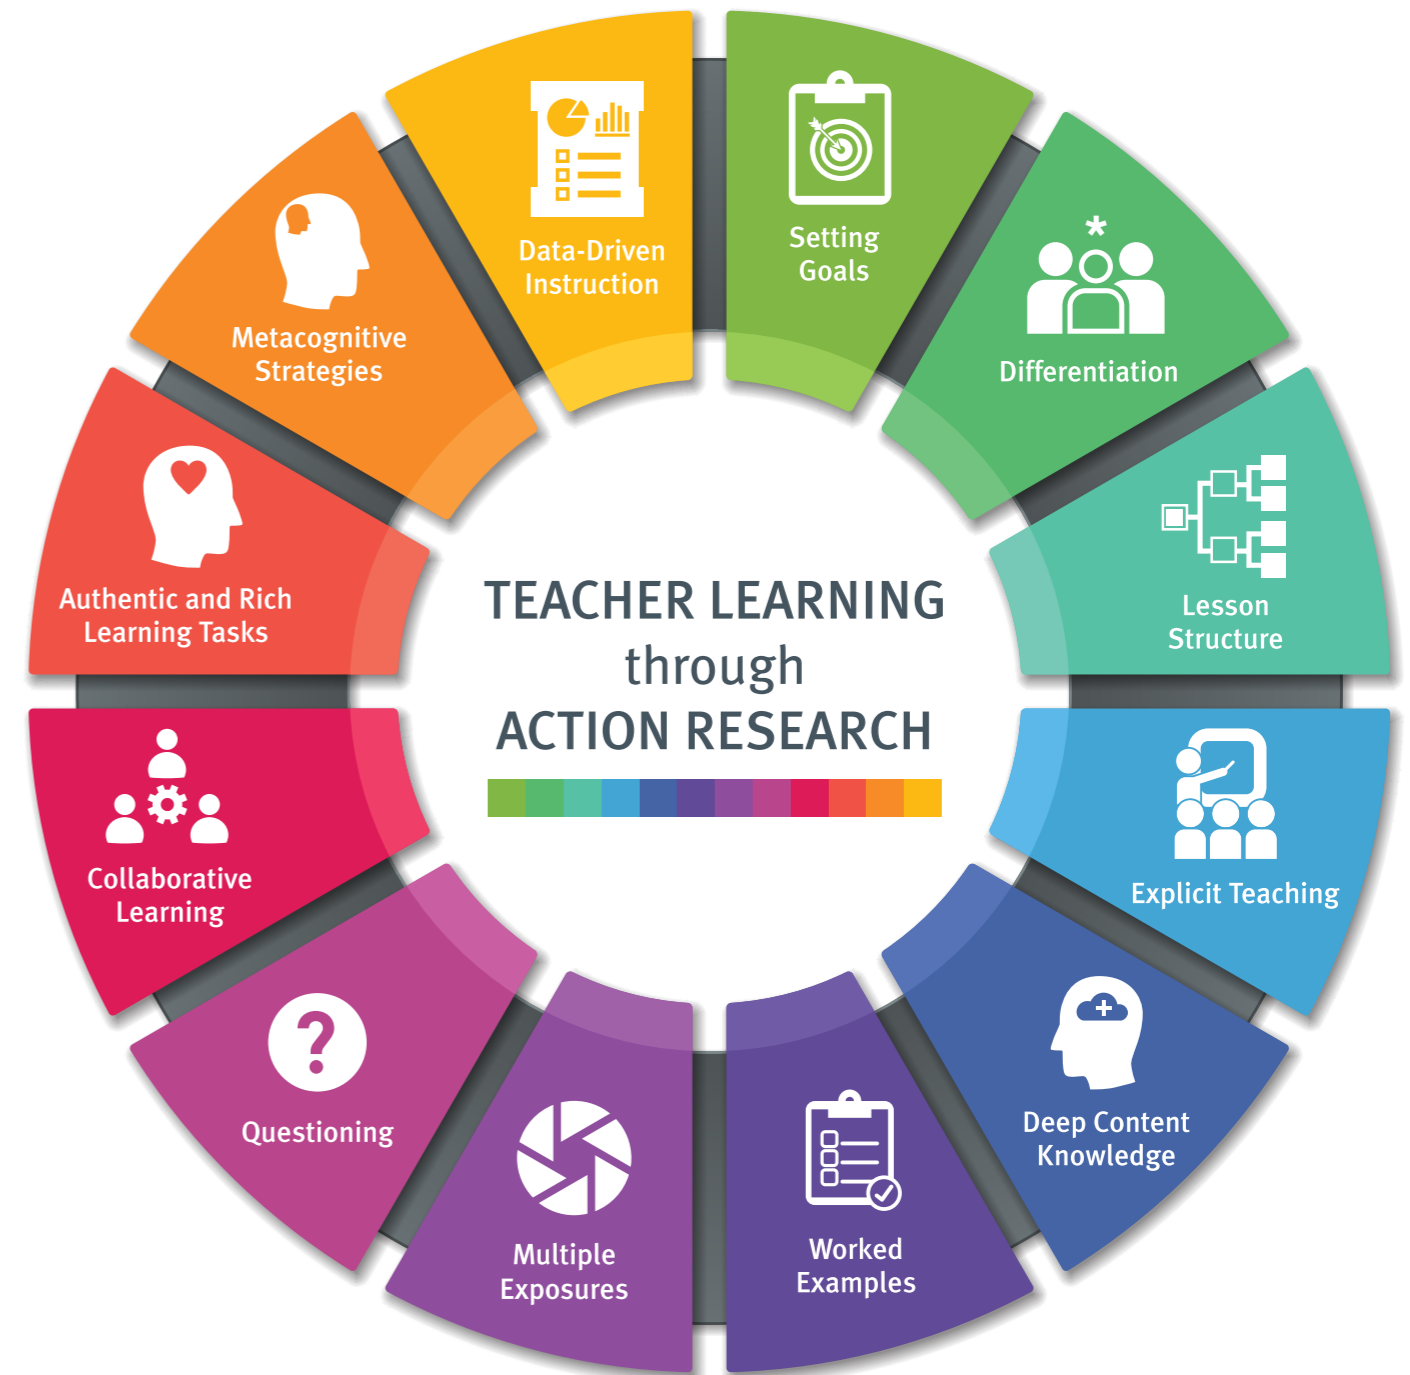 TEACHER LEARNING
through
ACTION RESEARCH
Setting
Goals
Differentiation
Lesson
Structure
Explicit Teaching
Deep Content
Knowledge
Worked
Examples
Multiple
Exposures
Questioning
Collaborative
Learning
Authentic and Rich
Learning Tasks
Metacognitive
Strategies
Data-Driven
Instruction